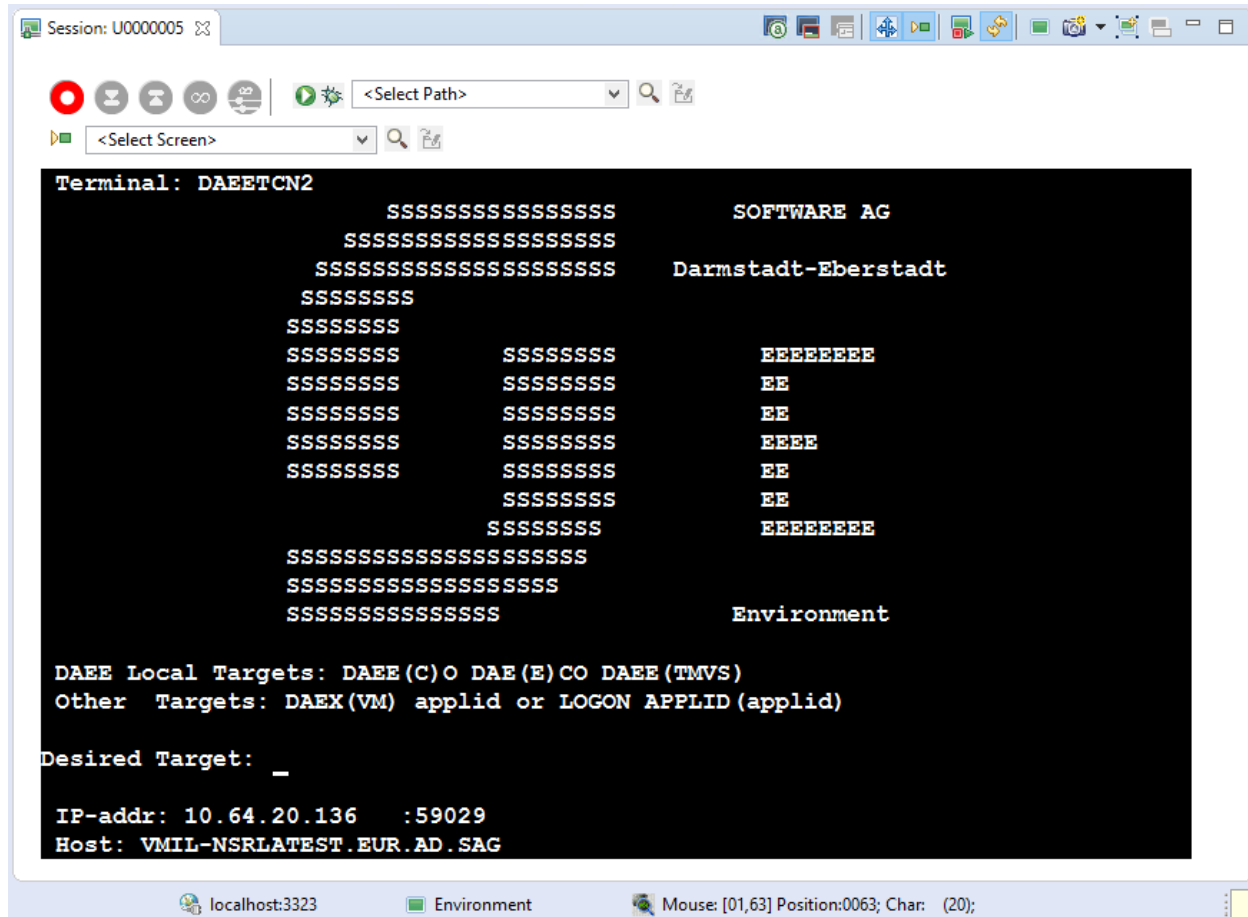 Session: U0000005
<Select Path>
<Select Screen>
Terminal: DAEETCN2
SSSSSSSSSSSSSSSS SOFTWARE AG
SSSSSSSSSSSSSSSSSSS
SSSSSSSSSSSSSSSSSSSSS Darmstadt-Eberstadt
SSSSSSSS
SSSSSSSS
SSSSSSSS SSSSSSSS EEEEEEEE
SSSSSSSS SSSSSSSS EE
SSSSSSSS SSSSSSSS EE
SSSSSSSS SSSSSSSS EEEE
SSSSSSSS SSSSSSSS EE
SSSSSSSS EE
SSSSSSSS EEEEEEEE
SSSSSSSSSSSSSSSSSSSSS
SSSSSSSSSSSSSSSSSSS
SSSSSSSSSSSSSSS Environment
DAEE Local Targets: DAEE(C)O DAE(E)CO DAEE(TMVS)
Other Targets: DAEX(VM) applid or LOGON APPLID(applid)
Desired Target: _
IP-addr: 10.64.20.136 :59029
Host: VMIL-NSRLATEST.EUR.AD.SAG
localhost:3323 Environment Mouse: [01,63] Position:0063; Char: (20);